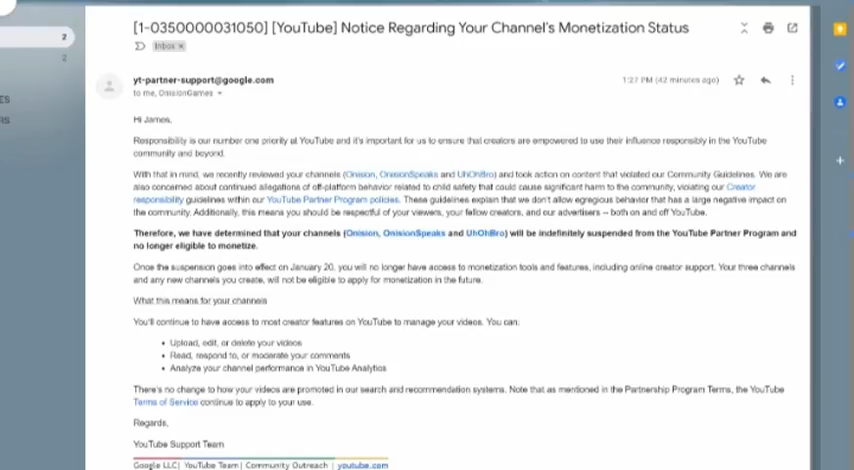 2
2
ES
RS
[1-0350000031050] [YouTube] Notice Regarding Your Channel's Monetization Status
Inbox ×
yt-partner-support@google.com
1:27 PM (42 minutes ago)
to me, OnisionGames
Hi James,
Responsibility is our number one priority at YouTube and it's important for us to ensure that creators are empowered to use their influence responsibly in the YouTube
community and beyond.
With that in mind, we recently reviewed your channels (Onision, OnisionSpeaks and UhOhBro) and took action on content that violated our Community Guidelines. We are
also concerned about continued allegations of off-platform behavior related to child safety that could cause significant harm to the community, violating our Creator
responsibility guidelines within our YouTube Partner Program policies. These guidelines explain that we don't allow egregious behavior that has a large negative impact on
the community. Additionally, this means you should be respectful of your viewers, your fellow creators, and our advertisers -- both on and off YouTube.
Therefore, we have determined that your channels (Onision, OnisionSpeaks and UhOhBro) will be indefinitely suspended from the YouTube Partner Program and
no longer eligible to monetize.
Once the suspension goes into effect on January 20, you will no longer have access to monetization tools and features, including online creator support. Your three channels
and any new channels you create, will not be eligible to apply for monetization in the future.
What this means for your channels
You'll continue to have access to most creator features on YouTube to manage your videos. You can:
• Upload, edit, or delete your videos
• Read, respond to, or moderate your comments
• Analyze your channel performance in YouTube Analytics
There's no change to how your videos are promoted in our search and recommendation systems. Note that as mentioned in the Partnership Program Terms, the YouTube
Terms of Service continue to apply to your use.
Regards,
YouTube Support Team
Google LLC| YouTube Team | Community Outreach | youtube.com